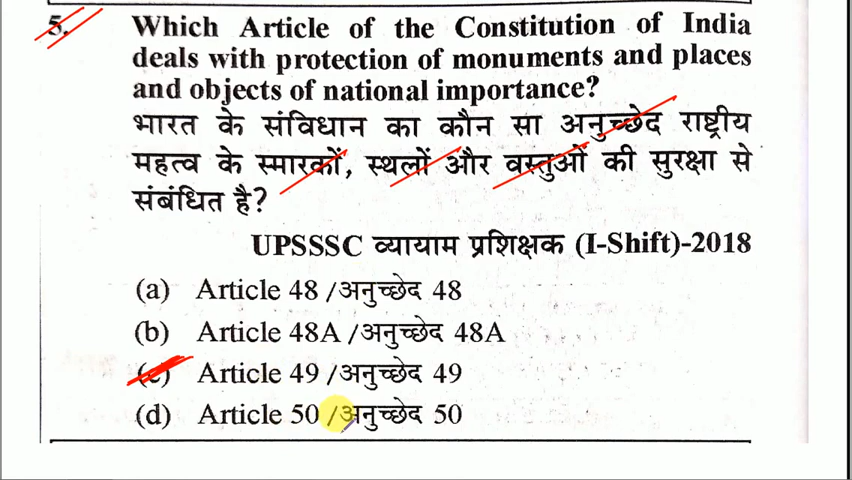 5. Which Article of the Constitution of India
deals with protection of monuments and places
and objects of national importance?
भारत के संविधान का कौन सा अनुच्छेद राष्ट्रीय
महत्व के स्मारकों, स्थलों और वस्तुओं की सुरक्षा से
संबंधित है?
UPSSSC व्यायाम प्रशिक्षक (I-Shift)-2018
(a) Article 48 /अनुच्छेद 48
(b) Article 48A /अनुच्छेद 48A
(c) Article 49 /अनुच्छेद 49
(d) Article 50 /अनुच्छेद 50